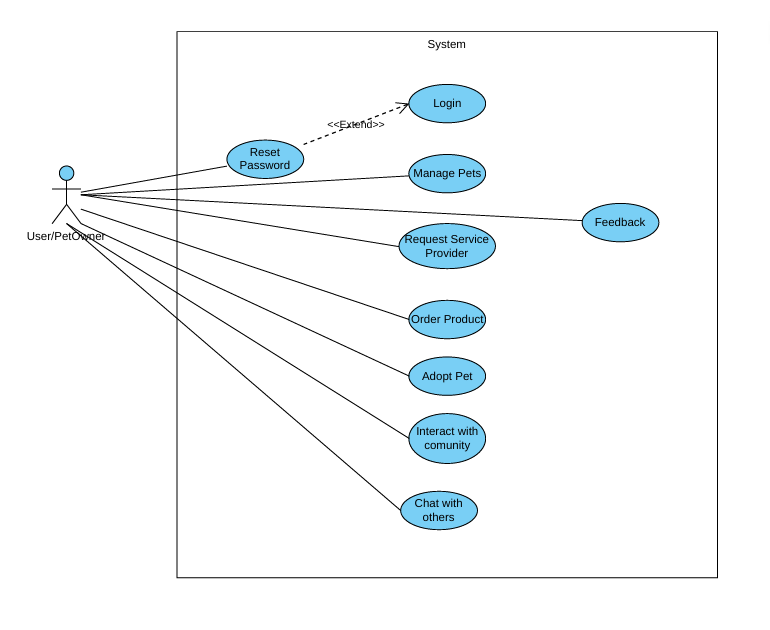 System
Login
<<Extend>>
Reset
Password
Manage Pets
Feedback
User/PetOwner
Request Service
Provider
Order Product
Adopt Pet
Interact with
comunity
Chat with
others